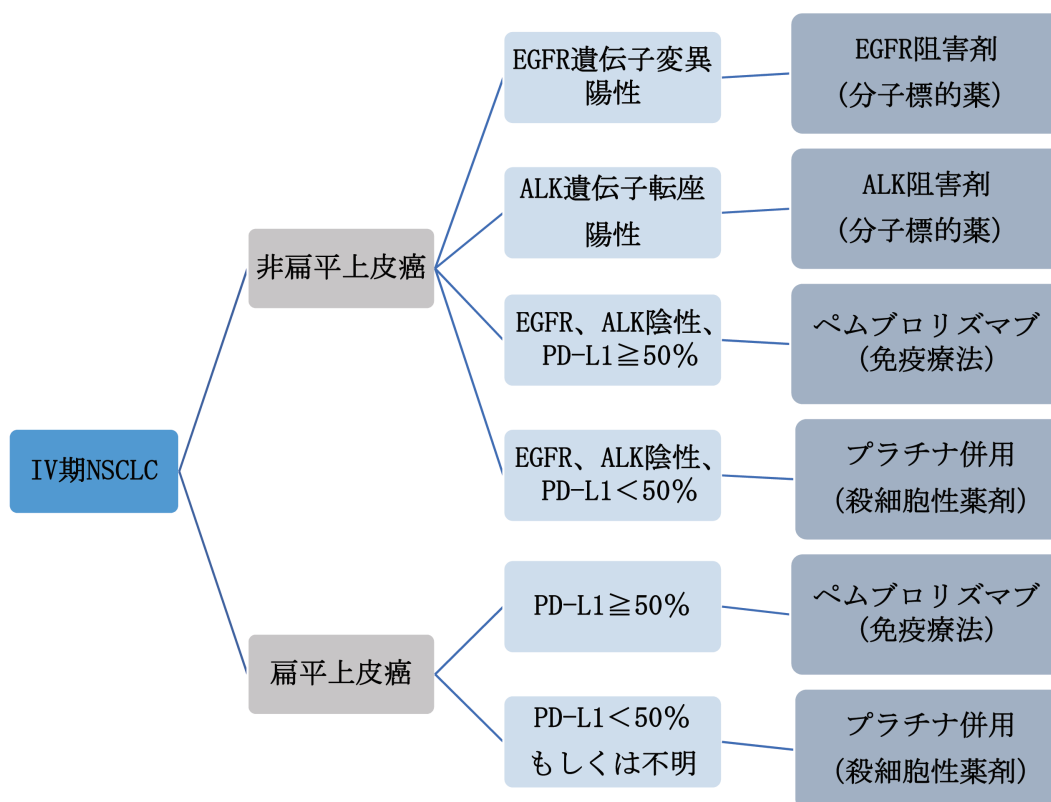 IV期NSCLC
非扁平上皮癌
EGFR遺伝子変異
陽性
EGFR阻害剤
(分子標的薬)
ALK遺伝子転座
陽性
ALK阻害剤
(分子標的薬)
EGFR、ALK陰性、
PD-L1≧50%
ペムブロリズマブ
(免疫療法)
EGFR、ALK陰性、
PD-L1＜50%
プラチナ併用
(殺細胞性薬剤)
扁平上皮癌
PD-L1≧50%
ペムブロリズマブ
(免疫療法)
PD-L1＜50%
もしくは不明
プラチナ併用
(殺細胞性薬剤)